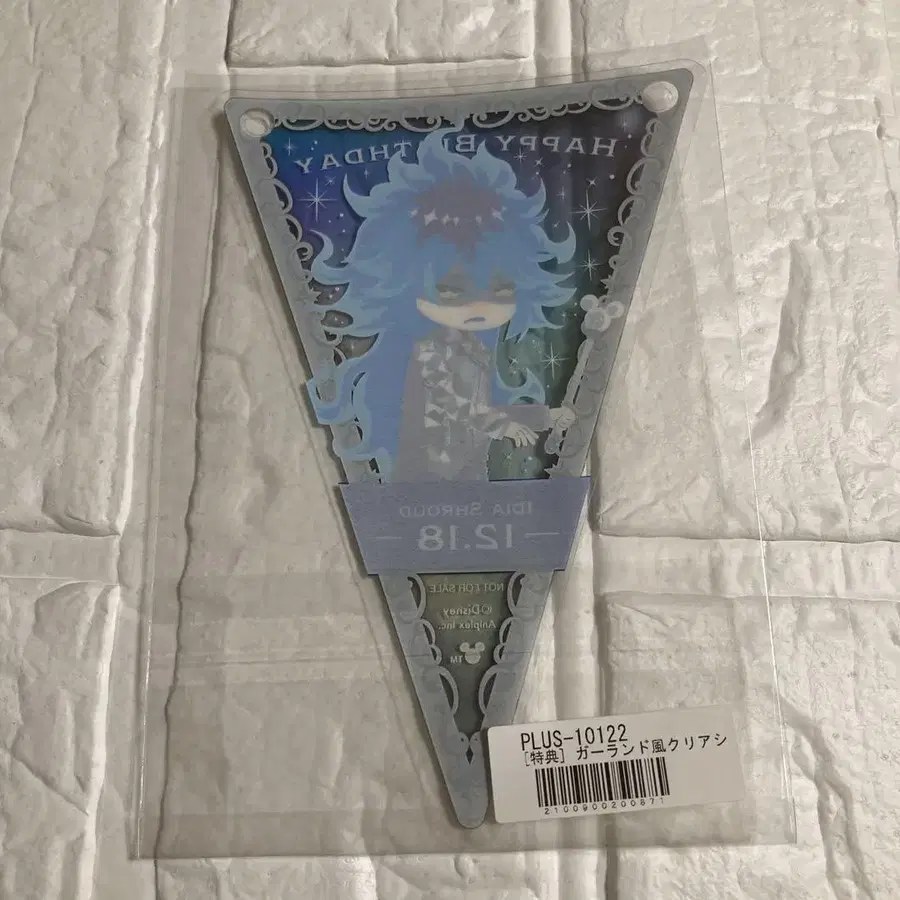 HAPPY BIRTHDAY
IDIA SHROUD
12.18
NOT FOR SALE
©Disney
Aniplex Inc.
TM
PLUS-10122
[特典] ガーランド風クリアシ
2100900200871